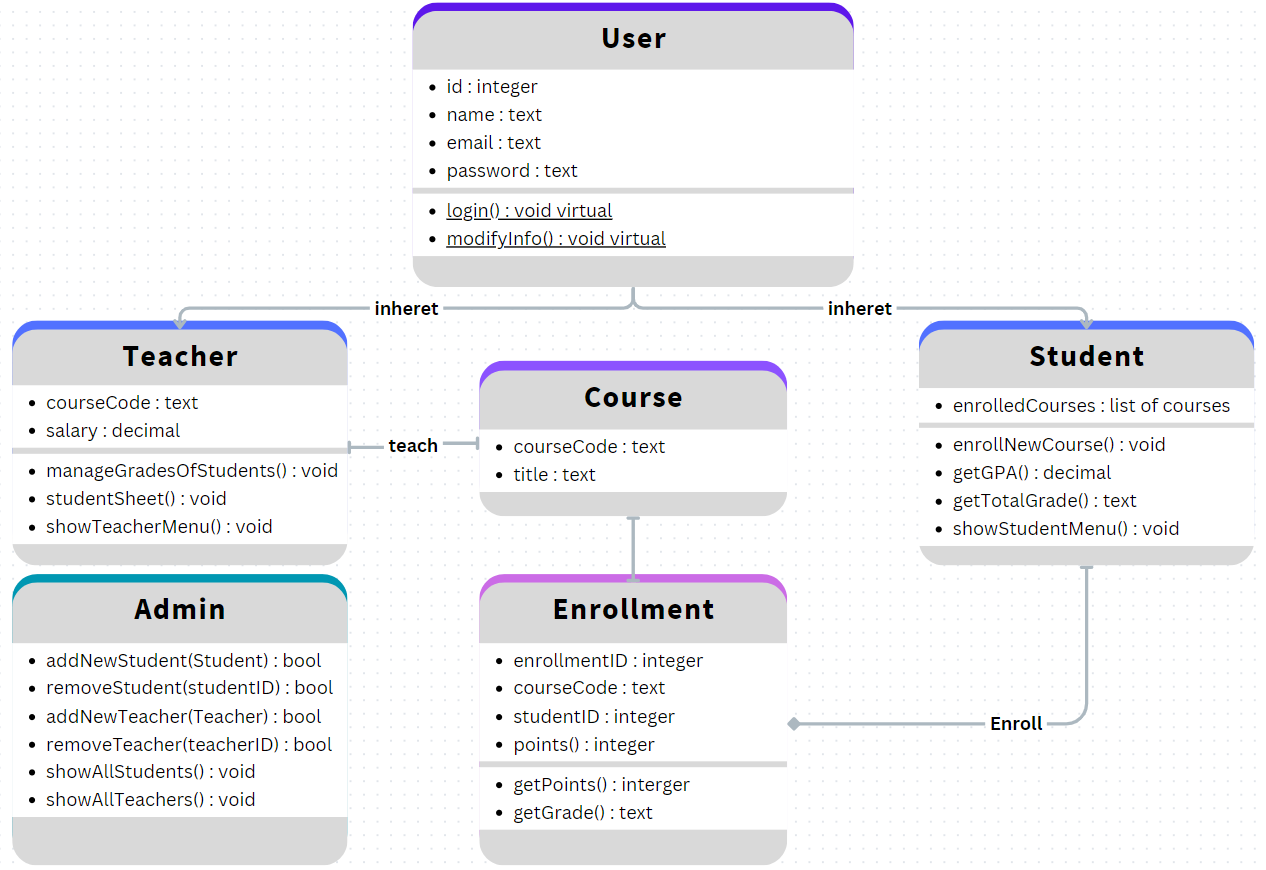 User
id : integer
name : text
email : text
password : text
login() : void virtual
modifyInfo() : void virtual
inheret
inheret
Teacher
courseCode : text
salary : decimal
manageGradesOfStudents() : void
studentSheet() : void
showTeacherMenu() : void
teach
Course
courseCode : text
title : text
Student
enrolledCourses : list of courses
enrollNewCourse() : void
getGPA() : decimal
getTotalGrade() : text
showStudentMenu() : void
Admin
addNewStudent(Student) : bool
removeStudent(studentID) : bool
addNewTeacher(Teacher) : bool
removeTeacher(teacherID) : bool
showAllStudents() : void
showAllTeachers() : void
Enrollment
enrollmentID : integer
courseCode : text
studentID : integer
points() : integer
getPoints() : interger
getGrade() : text
Enroll